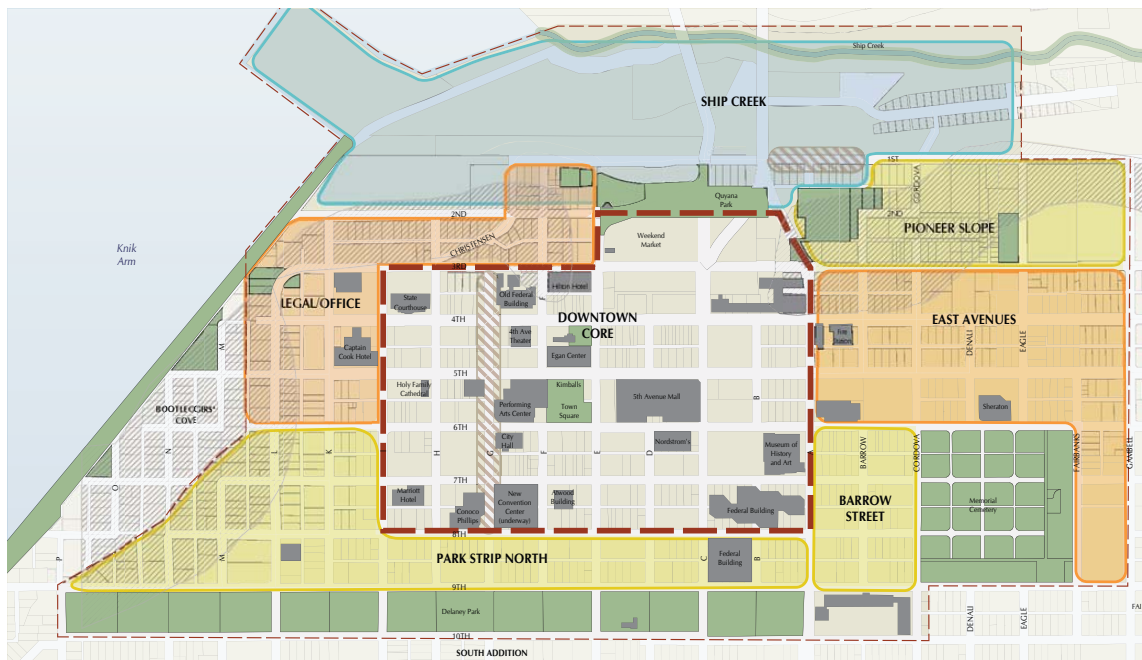 Ship Creek
SHIP CREEK
1ST
CORDOVA
Quyana
Park
2ND
2ND
PIONEER SLOPE
Weekend
Market
CHRISTENSEN
Knik
Arm
3RD
LEGAL/OFFICE
State
Courthouse
Old Federal
Building
F
Hilton Hotel
DOWNTOWN
CORE
EAST AVENUES
4TH
4th Ave
Theater
Egan Center
Fire
Station
DENALI
EAGLE
M
Captain
Cook Hotel
5TH
Holy Family
Cathedral
Kimballs
Town
Square
Performing
Arts Center
5th Avenue Mall
B
Sheraton
BOOTLEGGERS'
COVE
6TH
City
Hall
Nordstrom's
Museum of
History
and Art
N
L
K
I
H
G
F
E
D
A
BARROW
CORDOVA
FAIRBANKS
GAMBELL
7TH
O
Marriott
Hotel
Conoco
Phillips
New
Convention
Center
(underway)
Atwood
Building
Federal Building
BARROW
STREET
Memorial
Cemetery
8TH
P
M
PARK STRIP NORTH
C
Federal
Building
B
9TH
Delaney Park
DENALI
EAGLE
FAI
10TH
SOUTH ADDITION